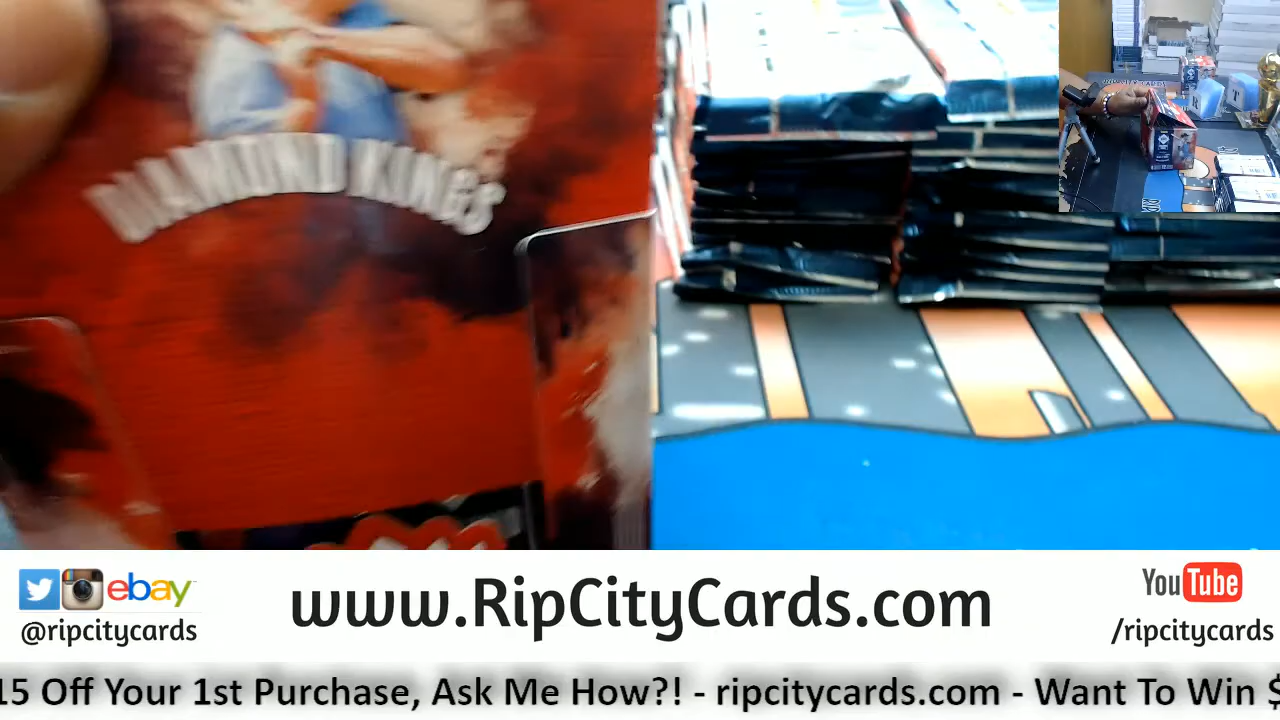 DIAMOND KINGS
ebay
@ripcitycards
www.RipCityCards.com
YouTube
/ripcitycards
15 Off Your 1st Purchase, Ask Me How?! - ripcitycards.com - Want To Win $